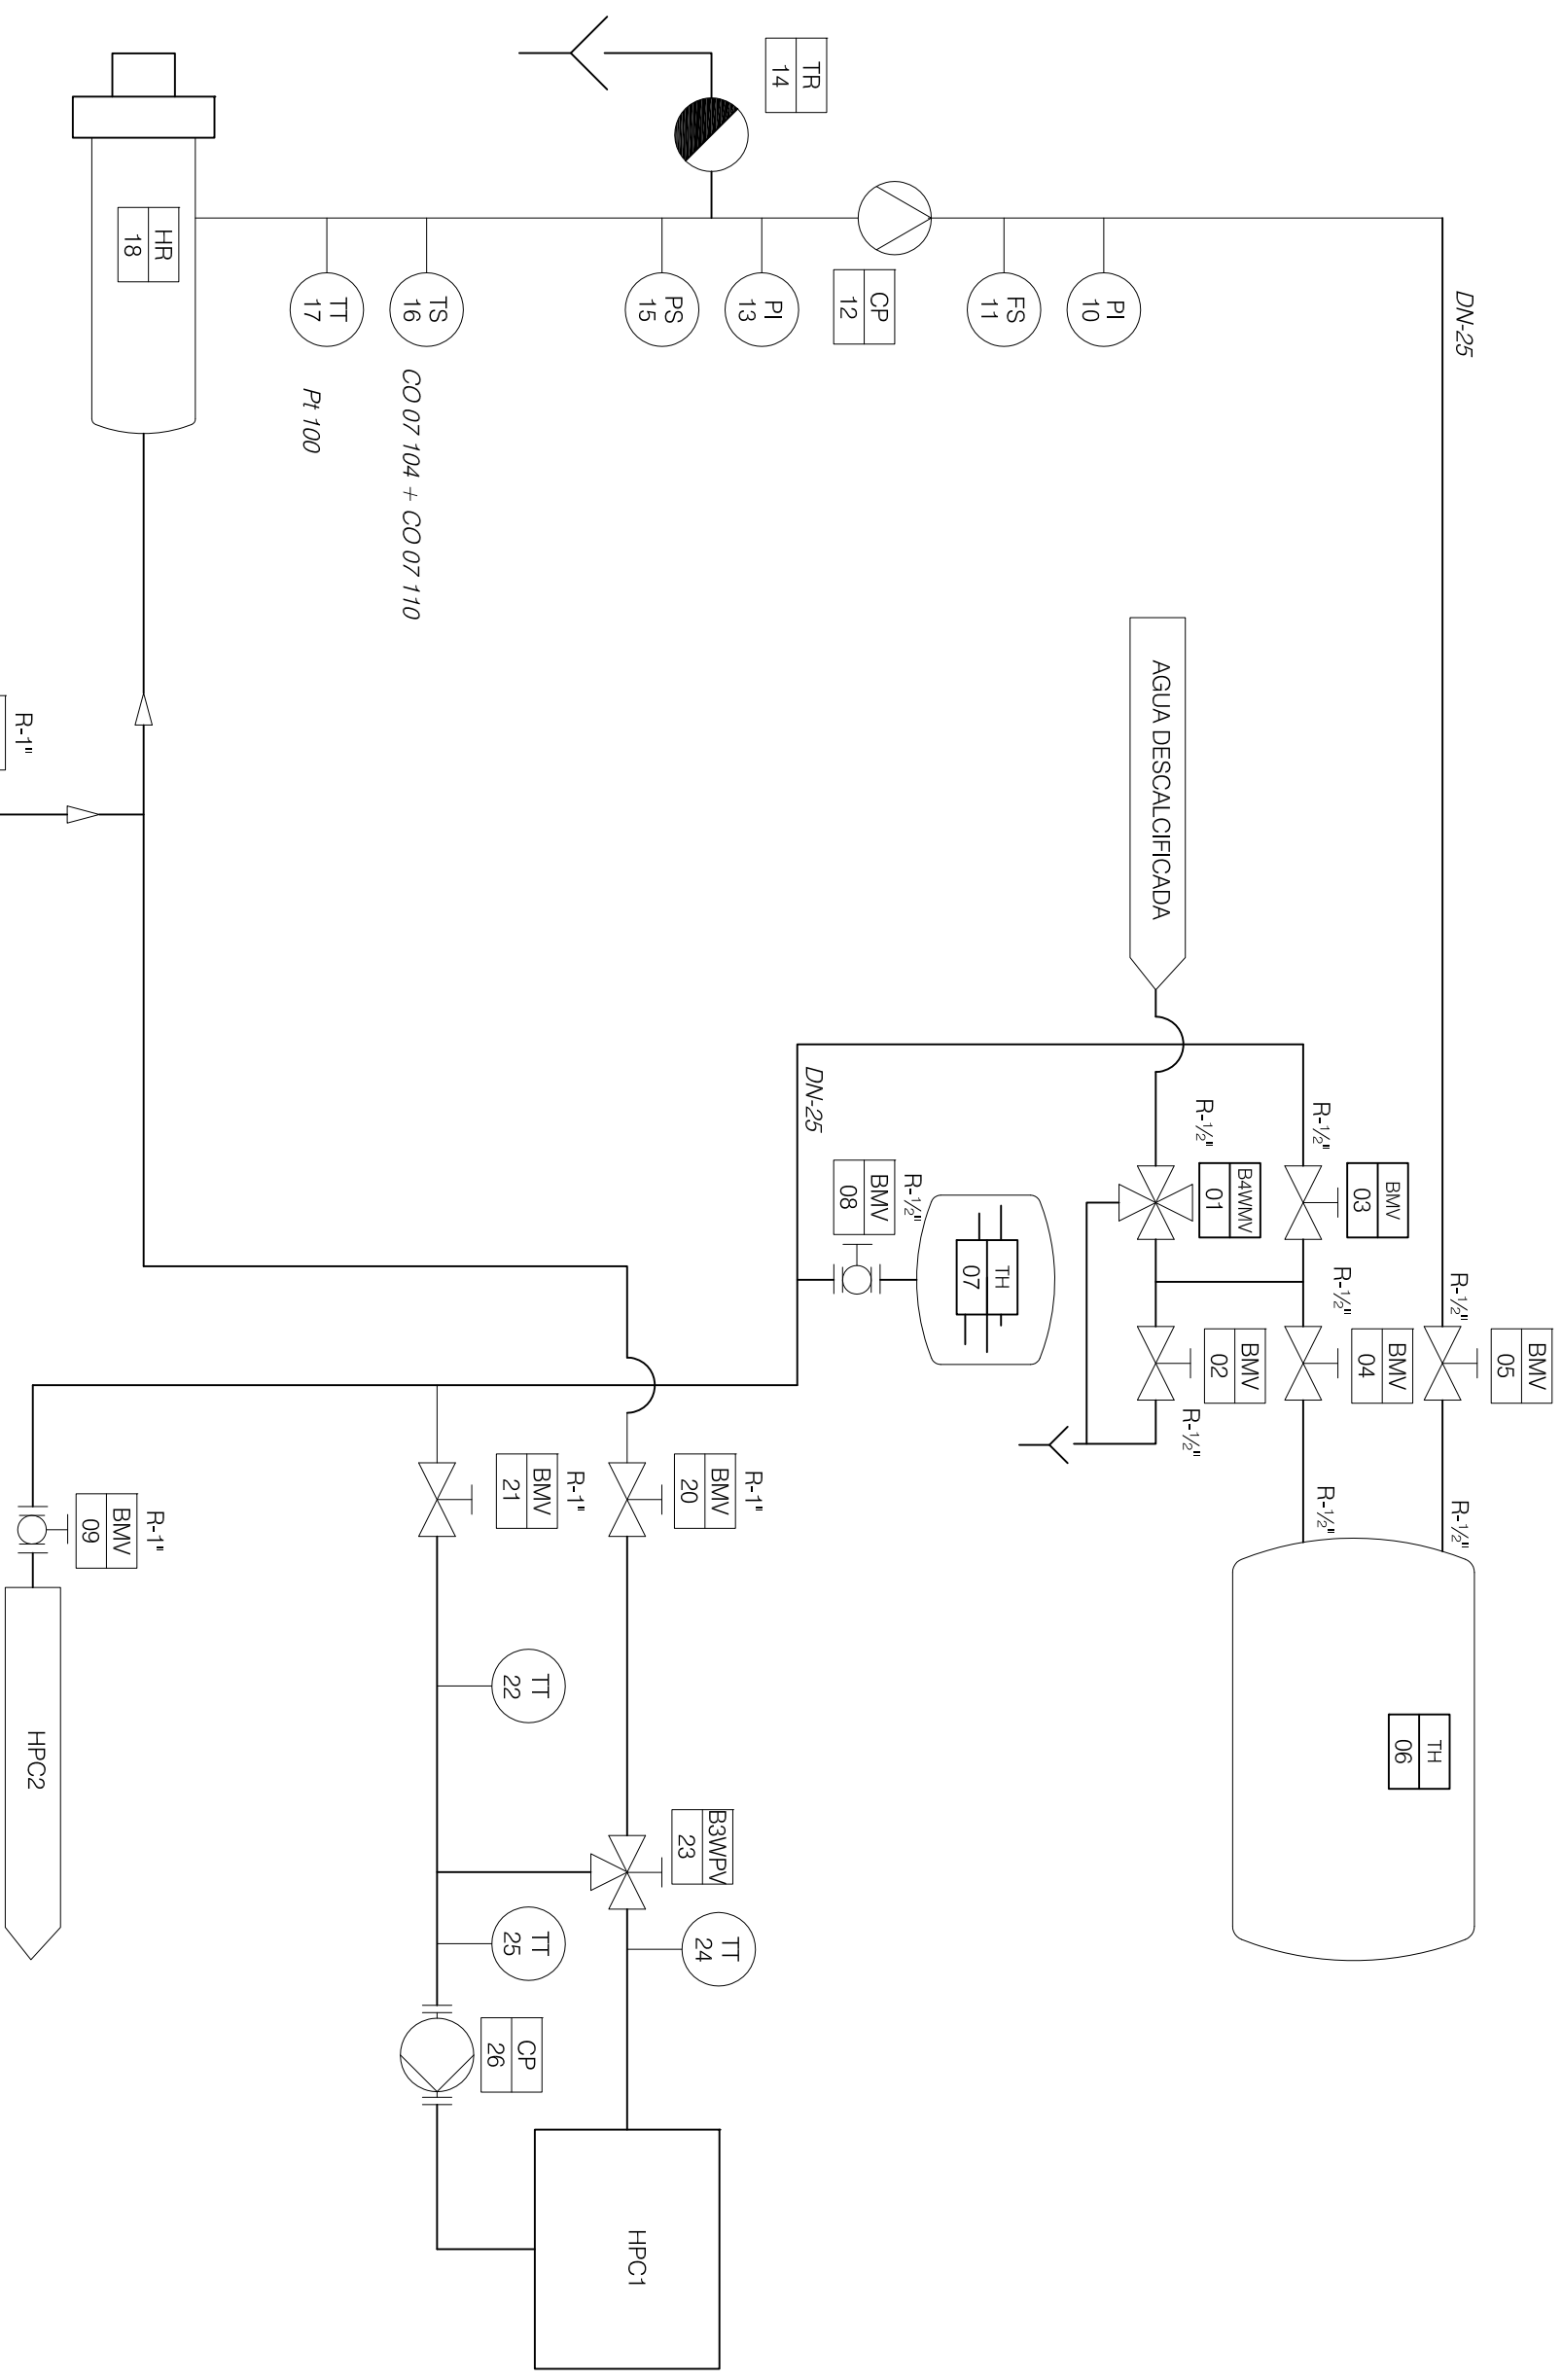 DN-25
R-½"
BMV
05
R-½"
R-½"
BMV
03
R-½"
BMV
04
R-½"
TH
06
AGUA DESCALCIFICADA
R-½"
B4WMV
01
BMV
02
R-½"
PI
10
FS
11
CP
12
TR
14
PI
13
PS
15
TS
16
CO 07 104 + CO 07 110
TT
17
Pt 100
HR
18
DN-25
R-½"
BMV
08
TH
07
R-1"
BMV
20
B3WPV
23
TT
24
R-1"
BMV
21
TT
22
TT
25
CP
26
HPC1
R-1"
BMV
09
HPC2
R-1"